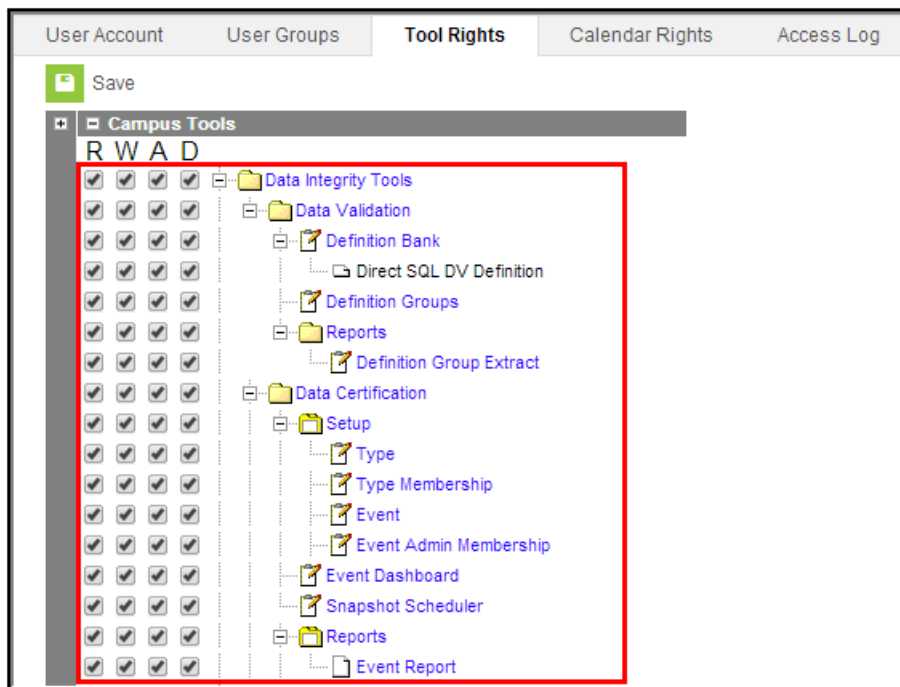 User Account User Groups Tool Rights Calendar Rights Access Log
Save
Campus Tools
R W A D
Data Integrity Tools
Data Validation
Definition Bank
Direct SQL DV Definition
Definition Groups
Reports
Definition Group Extract
Data Certification
Setup
Type
Type Membership
Event
Event Admin Membership
Event Dashboard
Snapshot Scheduler
Reports
Event Report